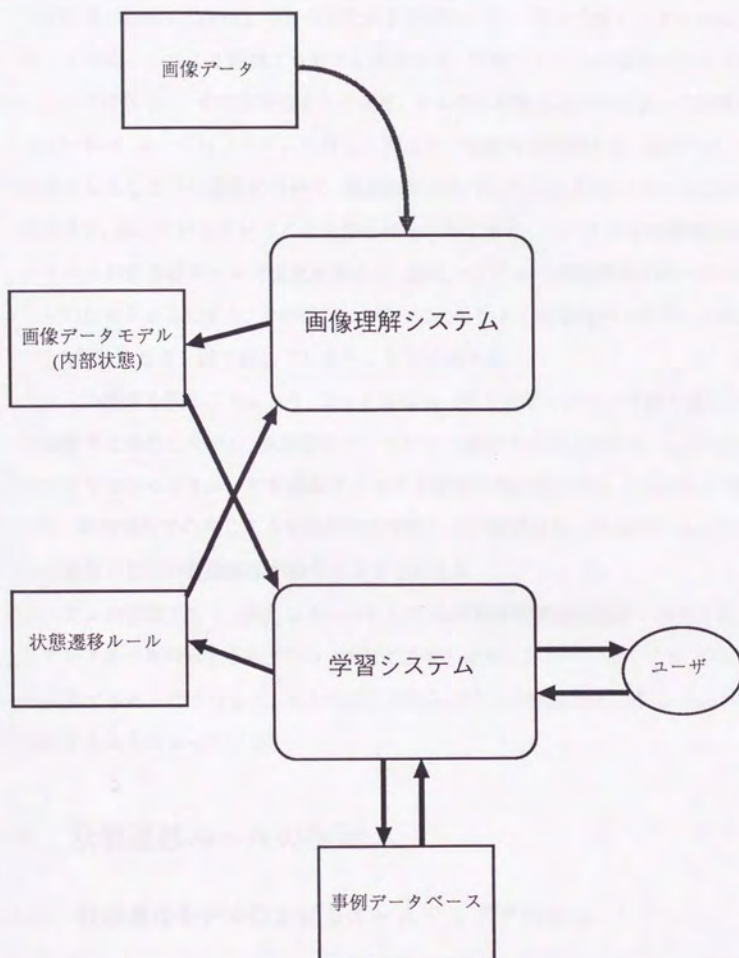 画像データ
画像理解システム
画像データモデル
(内部状態)
状態遷移ルール
学習システム
ユーザ
事例データベース